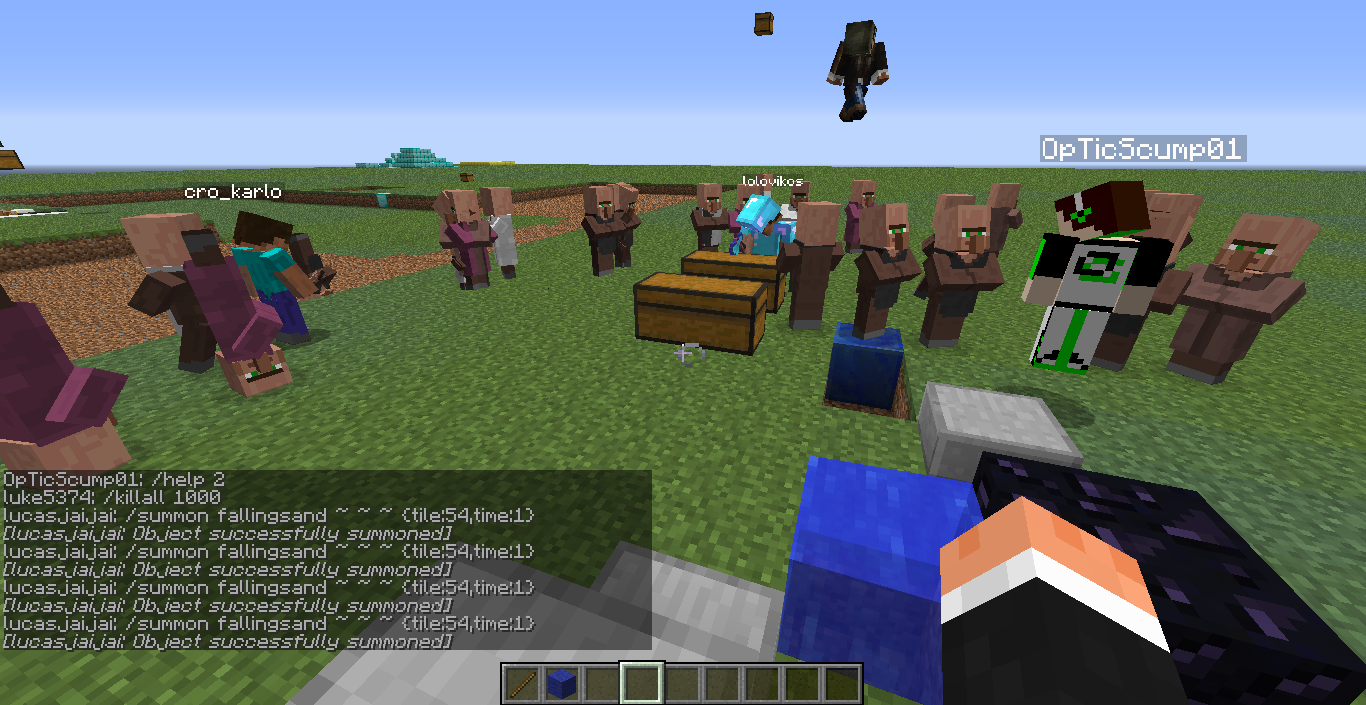 OpTicScump01
lolovikos
cro_karlo
OpTicScump01: /help 2
luke5374: /killall 1000
lucasjaijai: /summon fallingsand ~ ~ ~ {tile:54,time:1}
[lucasjaijai: Object successfully summoned]
lucasjaijai: /summon fallingsand ~ ~ ~ {tile:54,time:1}
[lucasjaijai: Object successfully summoned]
lucasjaijai: /summon fallingsand ~ ~ ~ {tile:54,time:1}
[lucasjaijai: Object successfully summoned]
lucasjaijai: /summon fallingsand ~ ~ ~ {tile:54,time:1}
[lucasjaijai: Object successfully summoned]